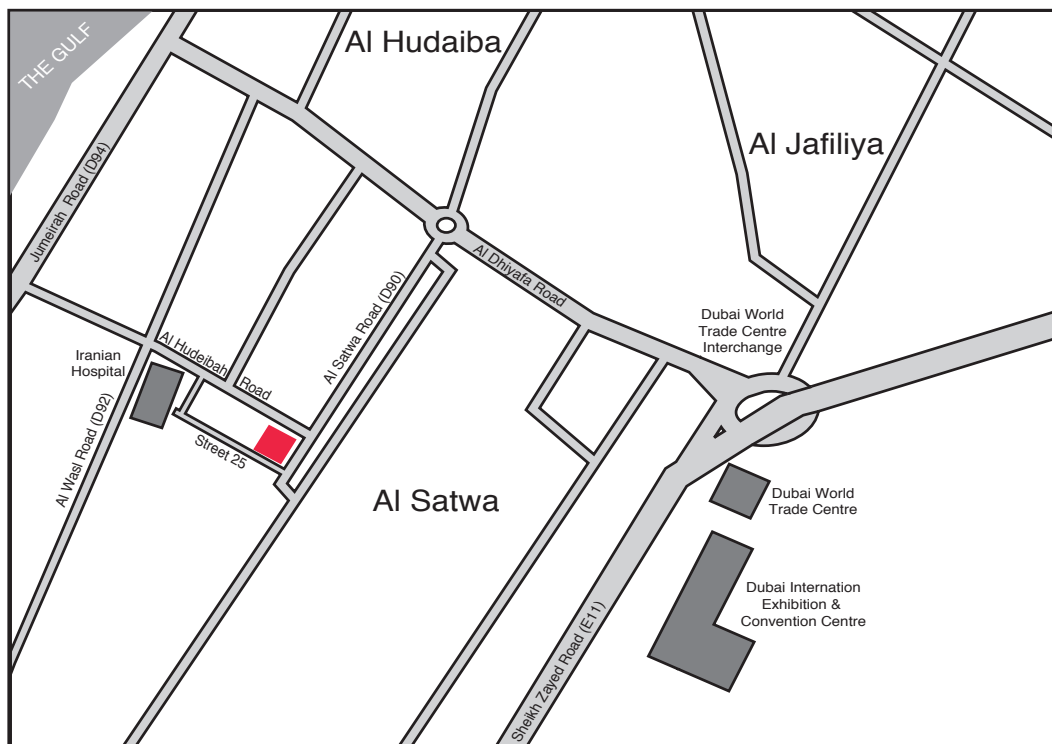 THE GULF
Al Hudaiba
Al Jafiliya
Jumeirah Road (D94)
Al Dhiyafa Road
Al Satwa Road (D90)
Dubai World
Trade Centre
Interchange
Al Hudeibah Road
Iranian
Hospital
Al Wasl Road (D92)
Street 25
Al Satwa
Dubai World
Trade Centre
Dubai Internation
Exhibition &
Convention Centre
Sheikh Zayed Road (E11)